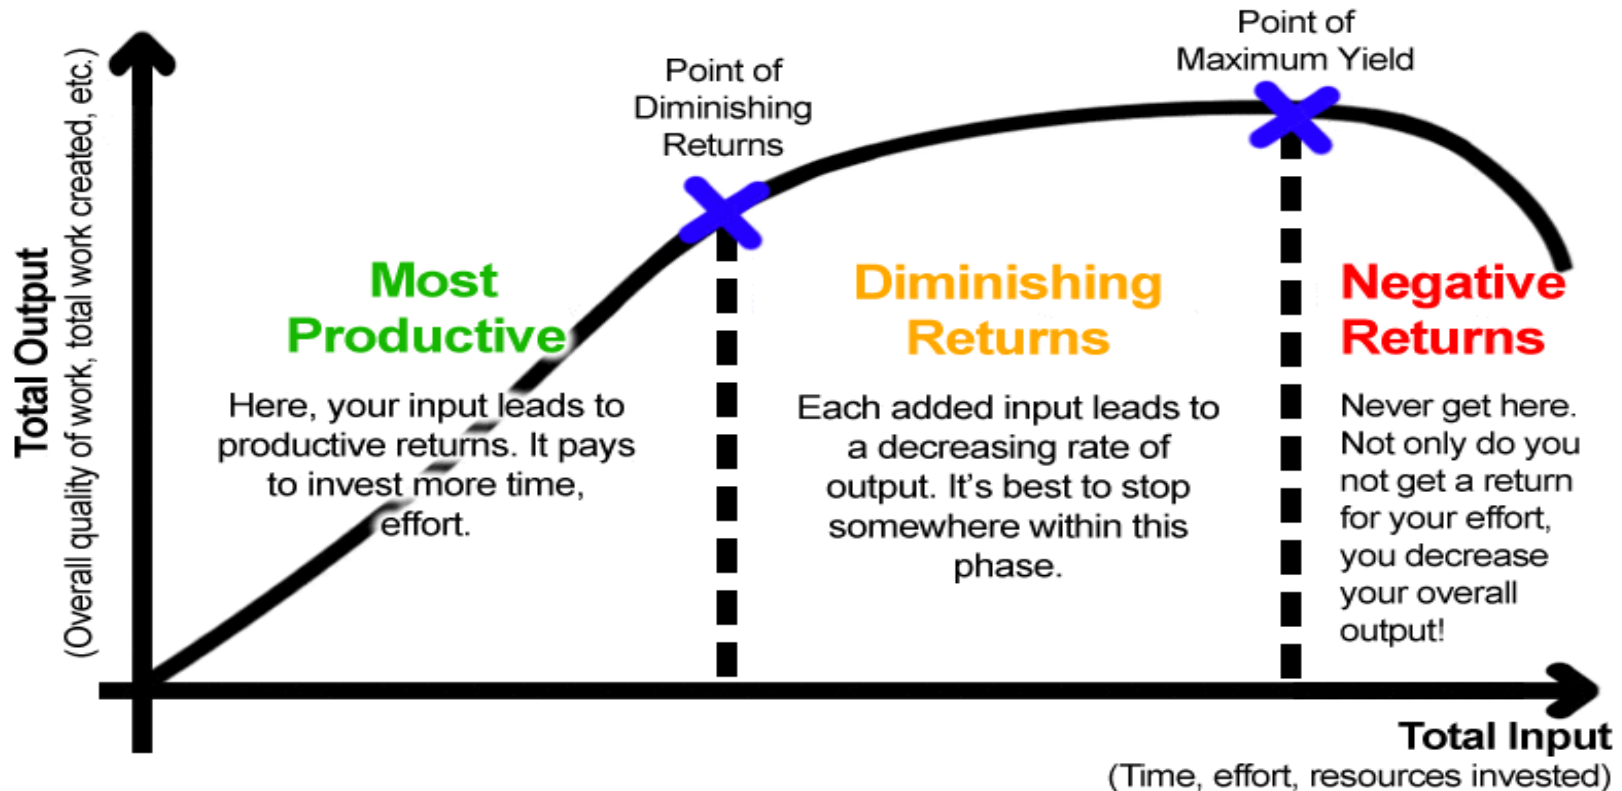 Point of
Maximum Yield
Point of
Diminishing
Returns
Total Output
(Overall quality of work, total work created, etc.)
Most
Productive
Here, your input leads to
productive returns. It pays
to invest more time,
effort.
Diminishing
Returns
Each added input leads to
a decreasing rate of
output. It’s best to stop
somewhere within this
phase.
Negative
Returns
Never get here.
Not only do you
not get a return
for your effort,
you decrease
your overall
output!
Total Input
(Time, effort, resources invested)